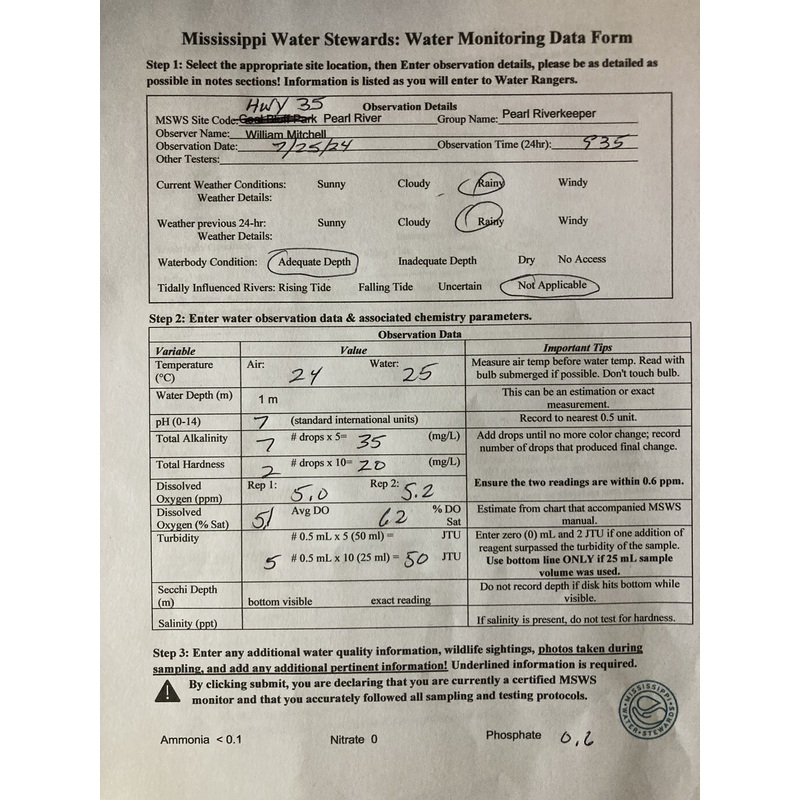 Mississippi Water Stewards: Water Monitoring Data Form
Step 1: Select the appropriate site location, then Enter observation details, please be as detailed as
possible in notes sections! Information is listed as you will enter to Water Rangers.
HWY 35
Observation Details
MSWS Site Code: Coal Bluff Park Pearl River Group Name: Pearl Riverkeeper
Observer Name: William Mitchell
Observation Date: 7/25/24 Observation Time (24hr): 935
Other Testers:
Current Weather Conditions: Sunny Cloudy Rainy Windy
Weather Details:
Weather previous 24-hr: Sunny Cloudy Rainy Windy
Weather Details:
Waterbody Condition: Adequate Depth Inadequate Depth Dry No Access
Tidally Influenced Rivers: Rising Tide Falling Tide Uncertain Not Applicable
Step 2: Enter water observation data & associated chemistry parameters.
Observation Data
Variable Value Important Tips
Temperature Air: 24 Water: 25 Measure air temp before water temp. Read with
(°C) bulb submerged if possible. Don't touch bulb.
Water Depth (m) 1 m This can be an estimation or exact
measurement.
pH (0-14) 7 (standard international units) Record to nearest 0.5 unit.
Total Alkalinity 7 # drops x 5= 35 (mg/L) Add drops until no more color change; record
number of drops that produced final change.
Total Hardness 2 # drops x 10= 20 (mg/L)
Dissolved Rep 1: 5.0 Rep 2: 5.2 Ensure the two readings are within 0.6 ppm.
Oxygen (ppm)
Dissolved 5.1 Avg DO 62 % DO Estimate from chart that accompanied MSWS
Oxygen (% Sat) Sat manual.
Turbidity # 0.5 mL x 5 (50 ml) = JTU Enter zero (0) mL and 2 JTU if one addition of
reagent surpassed the turbidity of the sample.
5 # 0.5 mL x 10 (25 ml) = 50 JTU Use bottom line ONLY if 25 mL sample
volume was used.
Secchi Depth Do not record depth if disk hits bottom while
(m) bottom visible exact reading visible.
Salinity (ppt) If salinity is present, do not test for hardness.
Step 3: Enter any additional water quality information, wildlife sightings, photos taken during
sampling, and add any additional pertinent information! Underlined information is required.
By clicking submit, you are declaring that you are currently a certified MSWS
monitor and that you accurately followed all sampling and testing protocols.
MISSISSIPPI WATER STEWARDS
Ammonia < 0.1 Nitrate 0 Phosphate 0.6